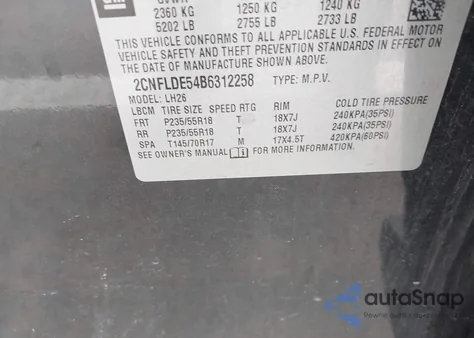 GM
GVWR
2360 KG 1250 KG 1240 KG
5202 LB 2755 LB 2733 LB
THIS VEHICLE CONFORMS TO ALL APPLICABLE U.S. FEDERAL MOTOR
VEHICLE SAFETY AND THEFT PREVENTION STANDARDS IN EFFECT ON
THE DATE OF MANUFACTURE SHOWN ABOVE.
2CNFLDE54B6312258 TYPE: M.P.V.
MODEL: LH26
LBCM TIRE SIZE SPEED RTG RIM COLD TIRE PRESSURE
FRT P235/55R18 T 18X7J 240KPA(35PSI)
RR P235/55R18 T 18X7J 240KPA(35PSI)
SPA T145/70R17 M 17X4.5T 420KPA(60PSI)
SEE OWNER'S MANUAL FOR MORE INFORMATION.
autoSnap